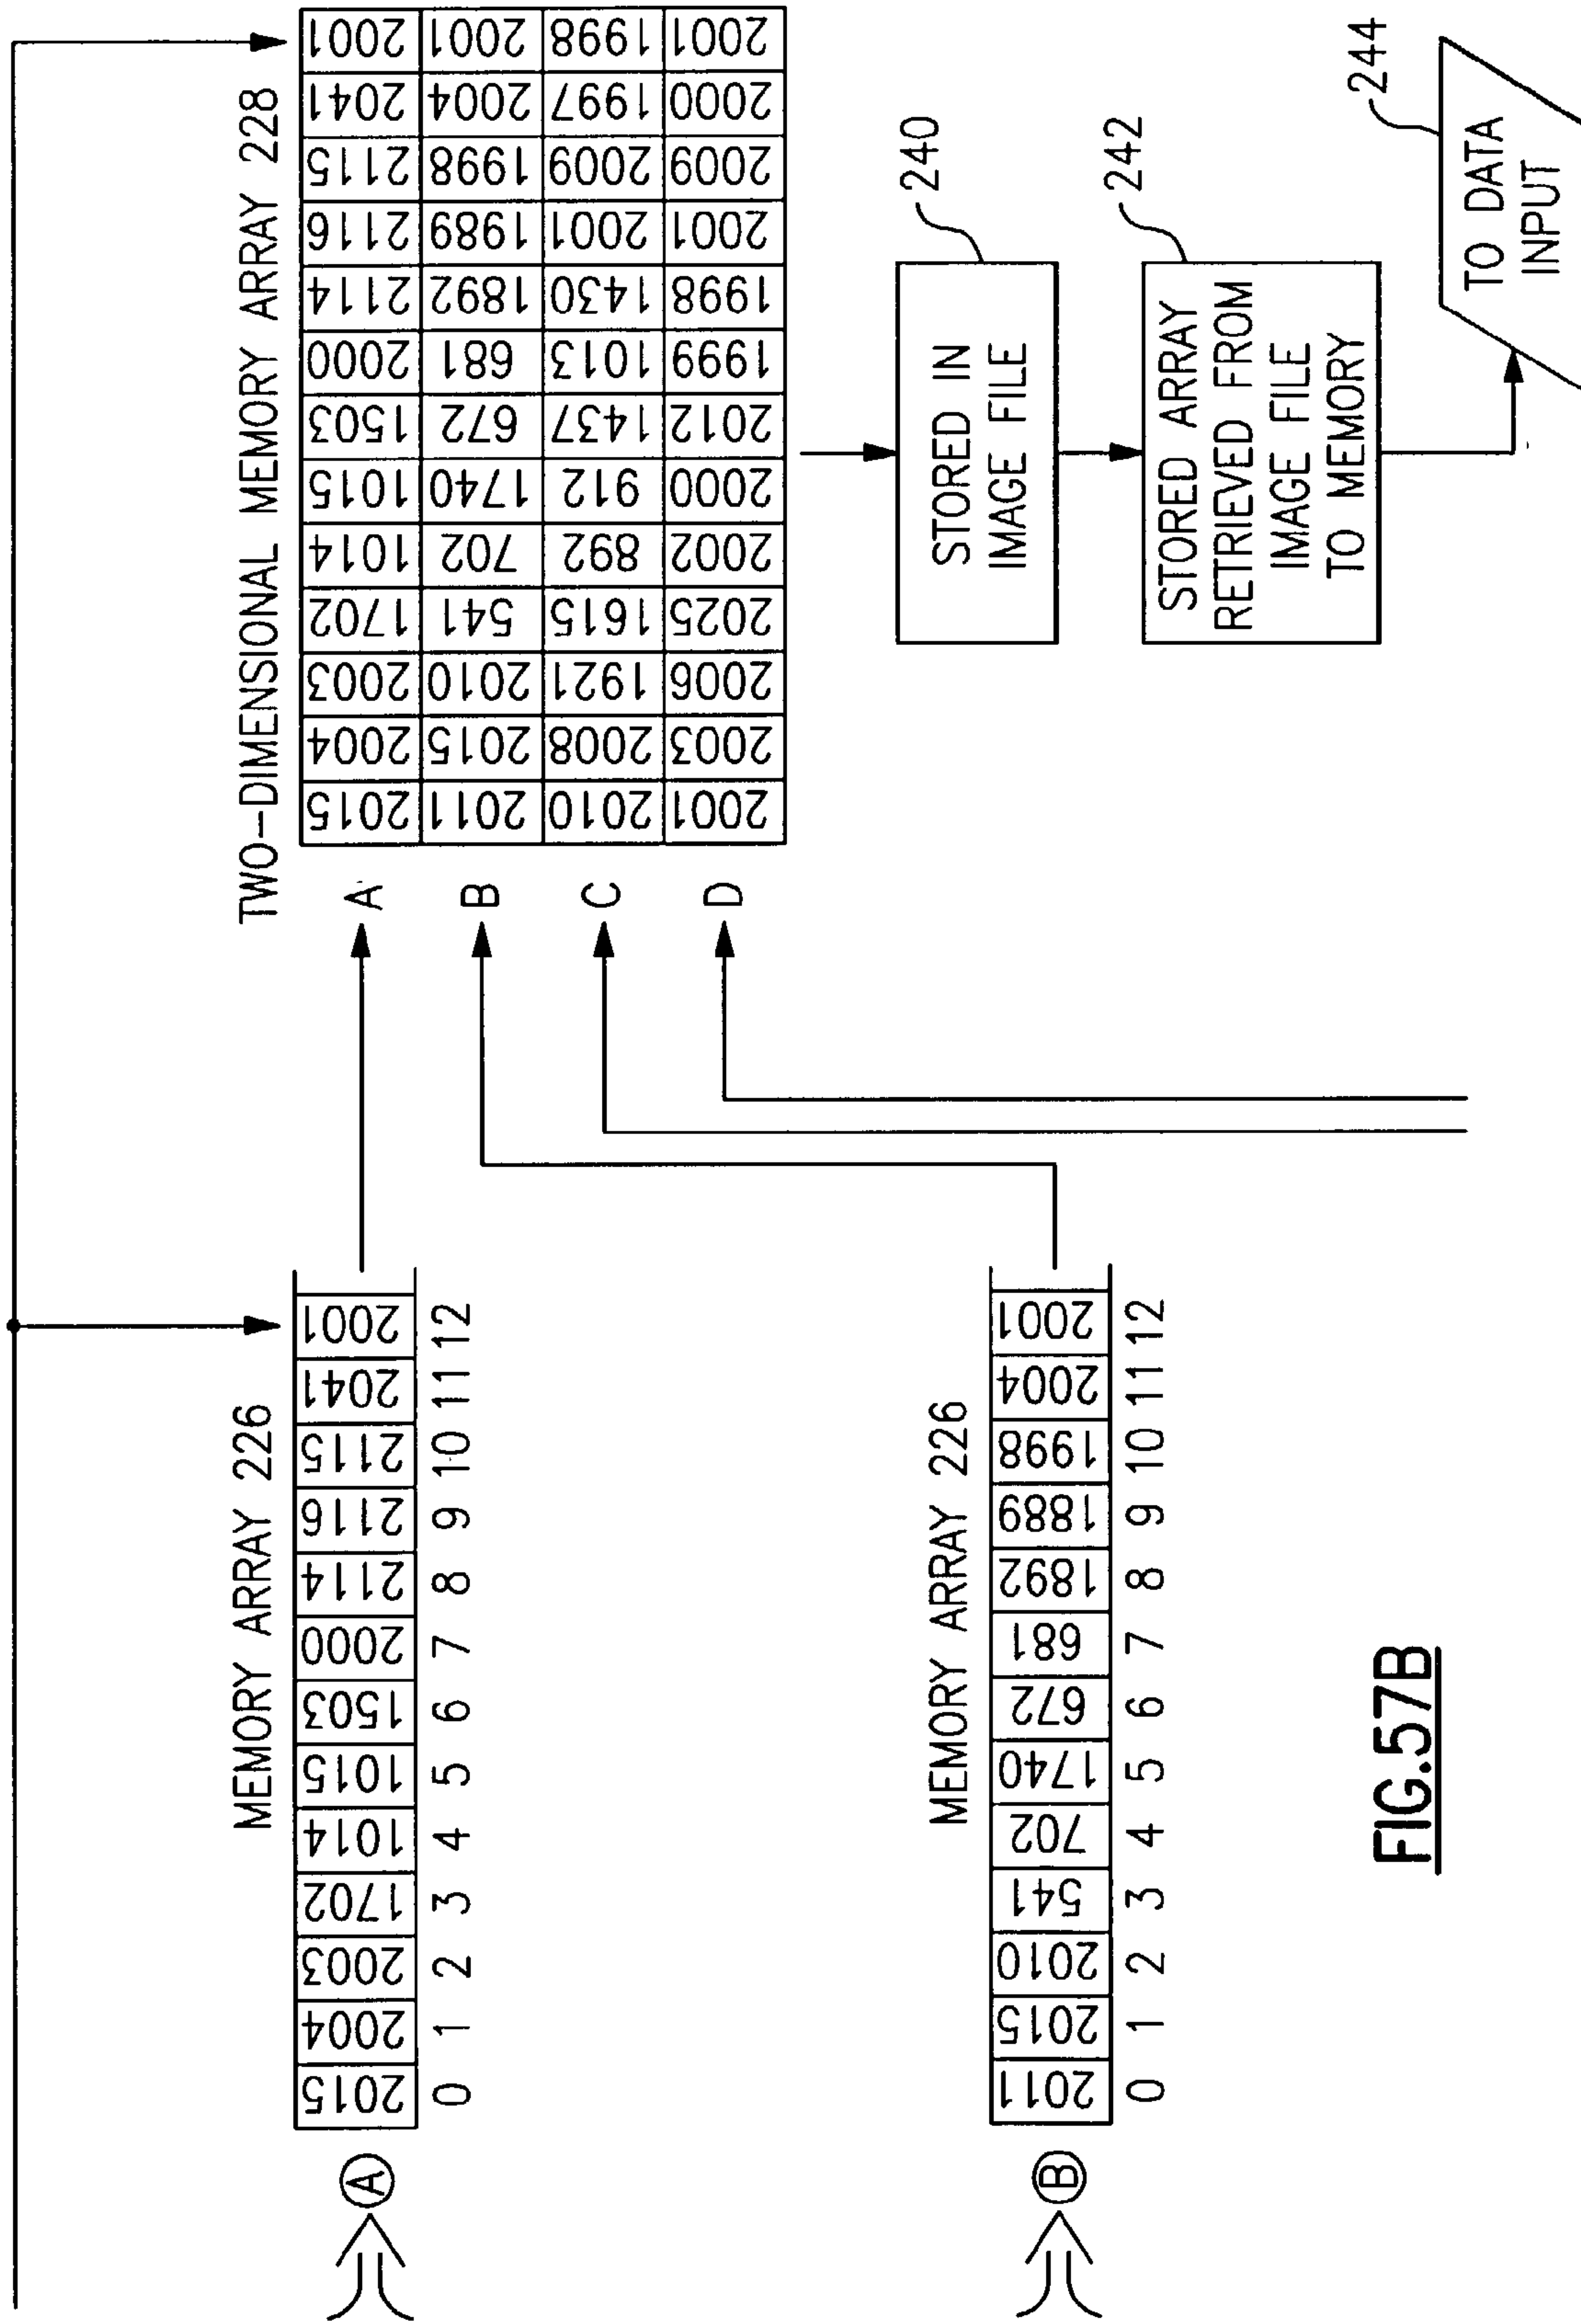 MEMORY ARRAY 226
2015 2004 2003 1702 1014 1015 1503 2000 2114 2116 2115 2041 2001
0 1 2 3 4 5 6 7 8 9 10 11 12
A
MEMORY ARRAY 226
2011 2015 2010 541 702 1740 672 681 1892 1889 1998 2004 2001
0 1 2 3 4 5 6 7 8 9 10 11 12
B
TWO-DIMENSIONAL MEMORY ARRAY 228
A 2015 2004 2003 1702 1014 1015 1503 2000 2114 2116 2115 2041 2001
B 2011 2015 2010 541 702 1740 672 681 1892 1989 1998 2004 2001
C 2010 2008 1921 1615 892 912 1437 1013 1430 2001 2009 1997 1998
D 2001 2003 2006 2025 2002 2000 2012 1999 1998 2001 2009 2000 2001
STORED IN
IMAGE FILE
240
STORED ARRAY
RETRIEVED FROM
IMAGE FILE
TO MEMORY
242
TO DATA
INPUT
244
FIG.57B